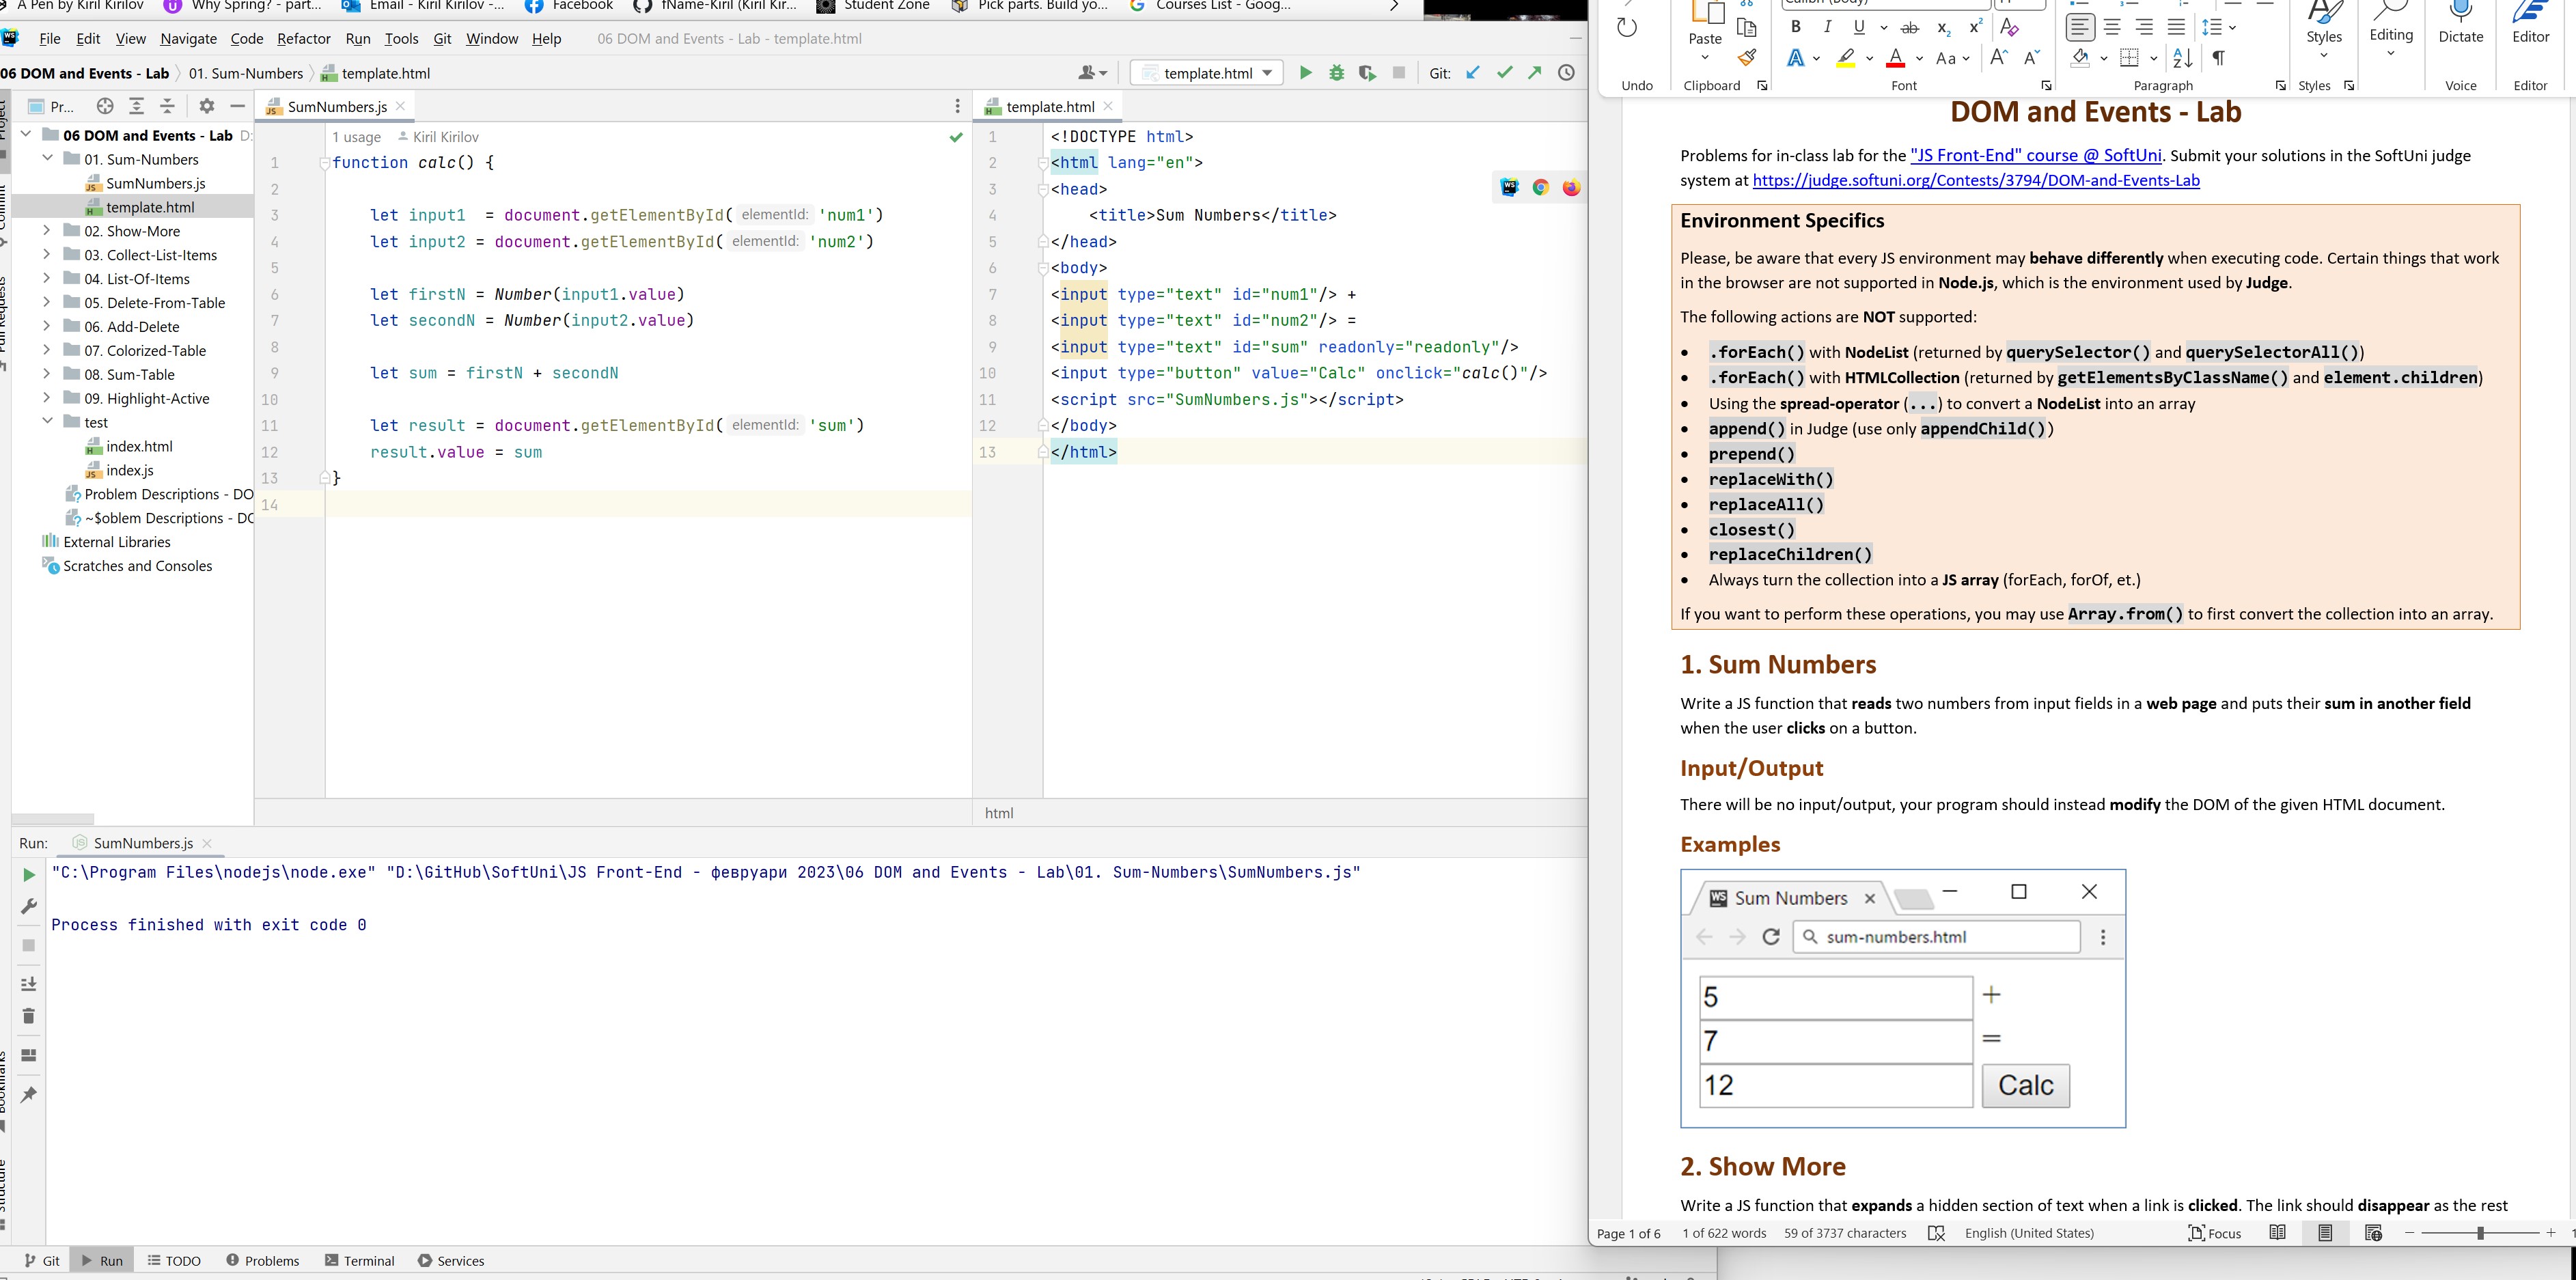 A Pen by Kiril Kirilov
Why Spring? - part...
Email - Kiril Kirilov -...
Facebook
fName-Kiril (Kiril Kir...
Student Zone
Pick parts. Build yo...
Courses List - Goog...
File Edit View Navigate Code Refactor Run Tools Git Window Help 06 DOM and Events - Lab - template.html
06 DOM and Events - Lab 01. Sum-Numbers template.html
template.html
Git:
Pr...
06 DOM and Events - Lab D:
01. Sum-Numbers
SumNumbers.js
template.html
02. Show-More
03. Collect-List-Items
04. List-Of-Items
05. Delete-From-Table
06. Add-Delete
07. Colorized-Table
08. Sum-Table
09. Highlight-Active
test
index.html
index.js
Problem Descriptions - DO
~$oblem Descriptions - DO
External Libraries
Scratches and Consoles
Project
Commit
Pull Requests
Bookmarks
Structure
SumNumbers.js
1 usage Kiril Kirilov
1 function calc() {
2
3 let input1  = document.getElementById( elementId: 'num1')
4 let input2 = document.getElementById( elementId: 'num2')
5
6 let firstN = Number(input1.value)
7 let secondN = Number(input2.value)
8
9 let sum = firstN + secondN
10
11 let result = document.getElementById( elementId: 'sum')
12 result.value = sum
13 }
14
template.html
1 <!DOCTYPE html>
2 <html lang="en">
3 <head>
4 <title>Sum Numbers</title>
5 </head>
6 <body>
7 <input type="text" id="num1"/> +
8 <input type="text" id="num2"/> =
9 <input type="text" id="sum" readonly="readonly"/>
10 <input type="button" value="Calc" onclick="calc()"/>
11 <script src="SumNumbers.js"></script>
12 </body>
13 </html>
html
Run: SumNumbers.js
"C:\Program Files\nodejs\node.exe" "D:\GitHub\SoftUni\JS Front-End - февруари 2023\06 DOM and Events - Lab\01. Sum-Numbers\SumNumbers.js"
Process finished with exit code 0
Git Run TODO Problems Terminal Services
Paste
B I U ab x₂ x²
A A Aa A A
Styles Editing Dictate Editor
Undo Clipboard Font Paragraph Styles Voice Editor
DOM and Events - Lab
Problems for in-class lab for the "JS Front-End" course @ SoftUni. Submit your solutions in the SoftUni judge
system at https://judge.softuni.org/Contests/3794/DOM-and-Events-Lab
Environment Specifics
Please, be aware that every JS environment may behave differently when executing code. Certain things that work
in the browser are not supported in Node.js, which is the environment used by Judge.
The following actions are NOT supported:
• .forEach() with NodeList (returned by querySelector() and querySelectorAll())
• .forEach() with HTMLCollection (returned by getElementsByClassName() and element.children)
• Using the spread-operator (...) to convert a NodeList into an array
• append() in Judge (use only appendChild())
• prepend()
• replaceWith()
• replaceAll()
• closest()
• replaceChildren()
• Always turn the collection into a JS array (forEach, forOf, et.)
If you want to perform these operations, you may use Array.from() to first convert the collection into an array.
1. Sum Numbers
Write a JS function that reads two numbers from input fields in a web page and puts their sum in another field
when the user clicks on a button.
Input/Output
There will be no input/output, your program should instead modify the DOM of the given HTML document.
Examples
Sum Numbers
sum-numbers.html
5 +
7 =
12 Calc
2. Show More
Write a JS function that expands a hidden section of text when a link is clicked. The link should disappear as the rest
Page 1 of 6 1 of 622 words 59 of 3737 characters English (United States) Focus